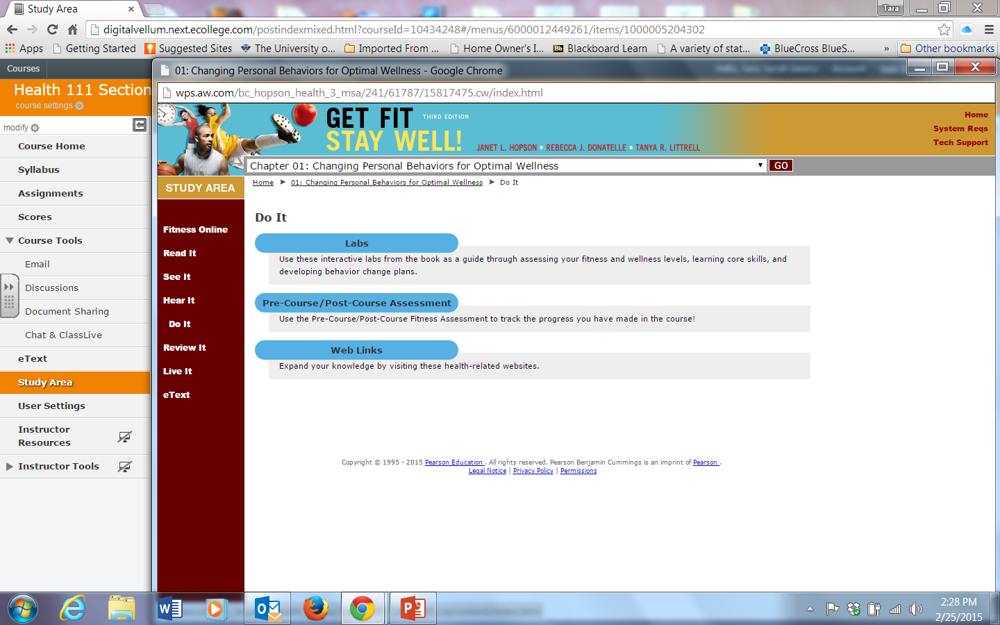 Study Area
Tara
digitalvellum.next.ecollege.com/postindexmixed.html?courseId=10434248#/menus/6000012449261/items/1000005204302
Apps Getting Started Suggested Sites The University o... Imported From ... Home Owner's I... Bb Blackboard Learn A variety of stat... BlueCross BlueS... » Other bookmarks
Courses
Health 111 Section
course settings
modify
Course Home
Syllabus
Assignments
Scores
Course Tools
Email
Discussions
Document Sharing
Chat & ClassLive
eText
Study Area
User Settings
Instructor
Resources
Instructor Tools
01: Changing Personal Behaviors for Optimal Wellness - Google Chrome
wps.aw.com/bc_hopson_health_3_msa/241/61787/15817475.cw/index.html
GET FIT THIRD EDITION
STAY WELL!
JANET L. HOPSON • REBECCA J. DONATELLE • TANYA R. LITTRELL
Home
System Reqs
Tech Support
Chapter 01: Changing Personal Behaviors for Optimal Wellness GO
STUDY AREA
Home ➤ 01: Changing Personal Behaviors for Optimal Wellness ➤ Do It
Fitness Online
Read It
See It
Hear It
Do It
Review It
Live It
eText
Do It
Labs
Use these interactive labs from the book as a guide through assessing your fitness and wellness levels, learning core skills, and
developing behavior change plans.
Pre-Course/Post-Course Assessment
Use the Pre-Course/Post-Course Fitness Assessment to track the progress you have made in the course!
Web Links
Expand your knowledge by visiting these health-related websites.
Copyright © 1995 - 2015 Pearson Education . All rights reserved. Pearson Benjamin Cummings is an imprint of Pearson .
Legal Notice | Privacy Policy | Permissions
2:28 PM
2/25/2015